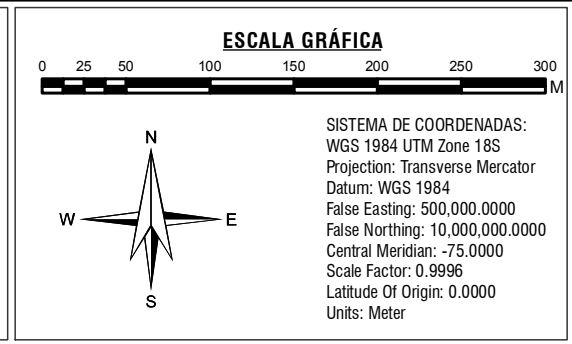 ESCALA GRÁFICA
0 25 50 100 150 200 250 300
M
N
W E
S
SISTEMA DE COORDENADAS:
WGS 1984 UTM Zone 18S
Projection: Transverse Mercator
Datum: WGS 1984
False Easting: 500,000.0000
False Northing: 10,000,000.0000
Central Meridian: -75.0000
Scale Factor: 0.9996
Latitude Of Origin: 0.0000
Units: Meter